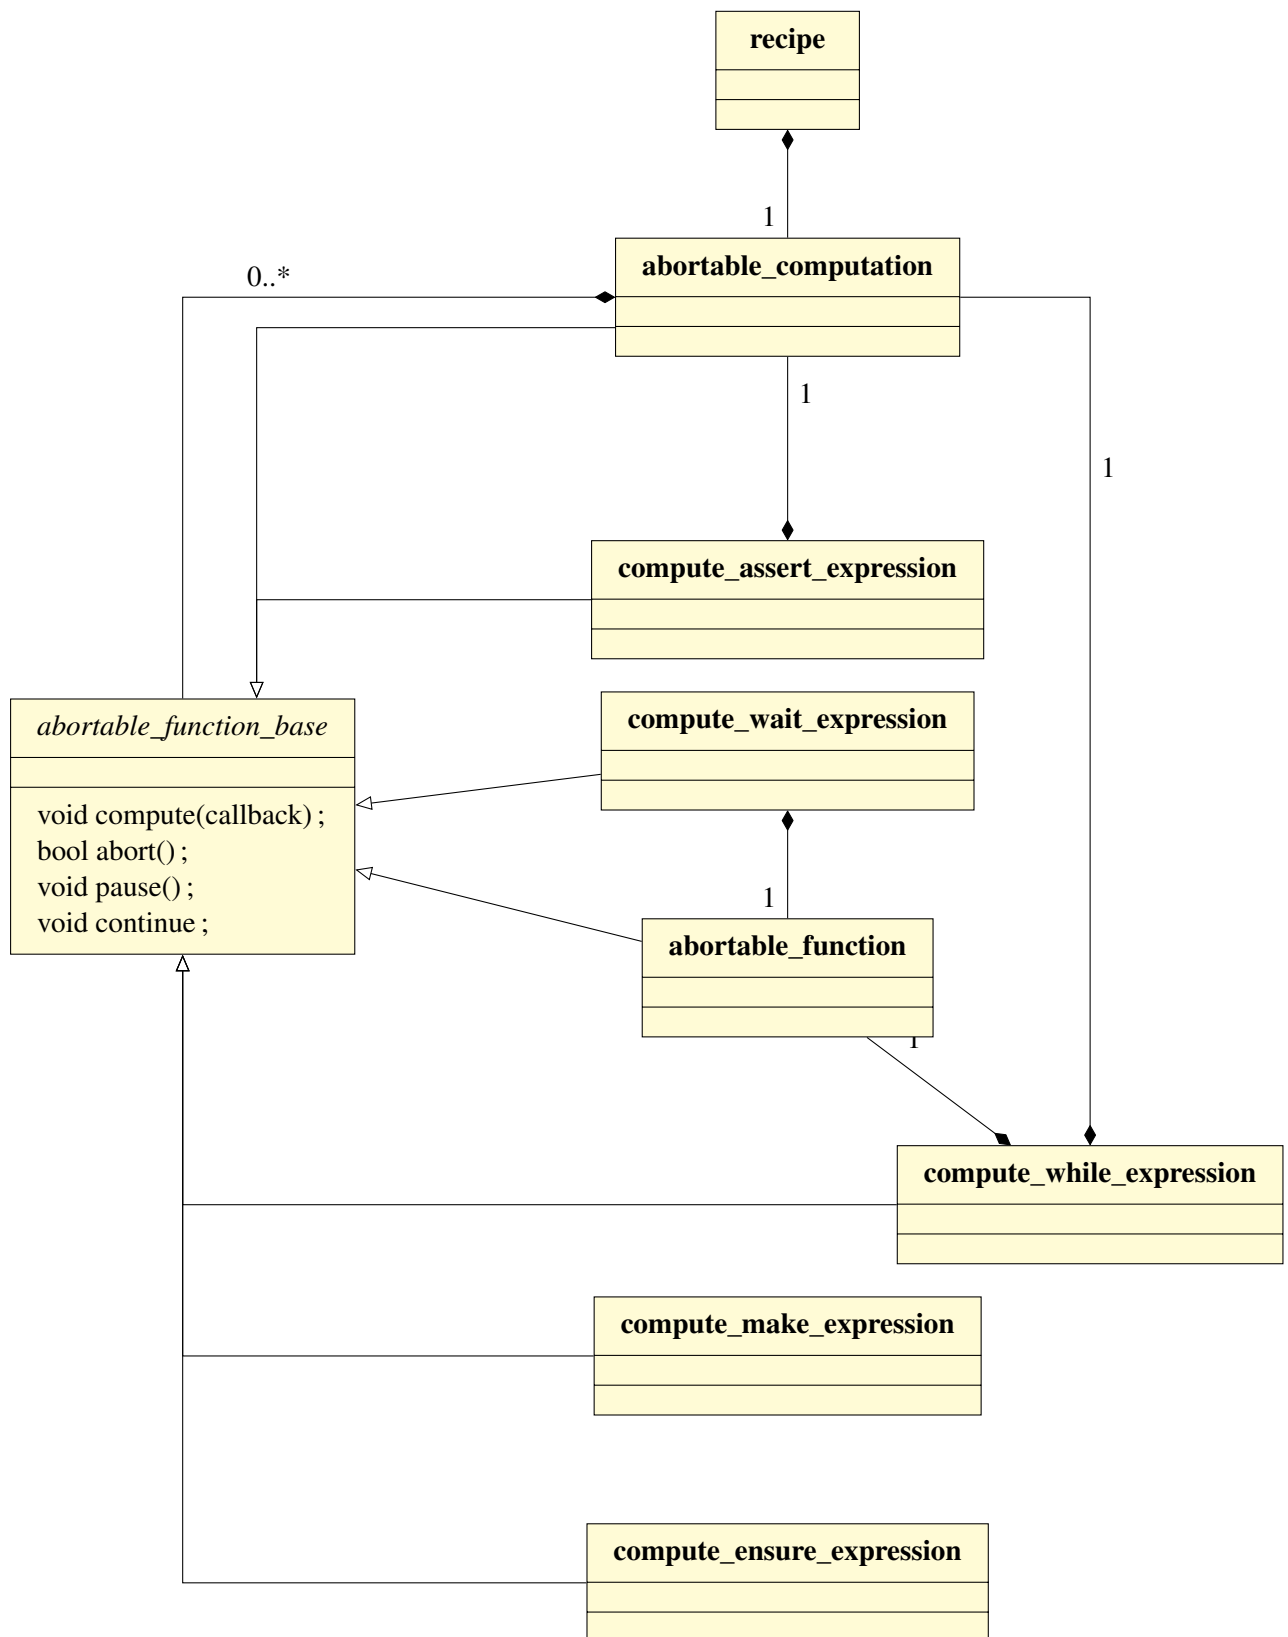 recipe
1
abortable_computation
0..*
1
1
compute_assert_expression
abortable_function_base
compute_wait_expression
void compute(callback) ;
bool abort() ;
void pause() ;
void continue ;
1
abortable_function
1
compute_while_expression
compute_make_expression
compute_ensure_expression